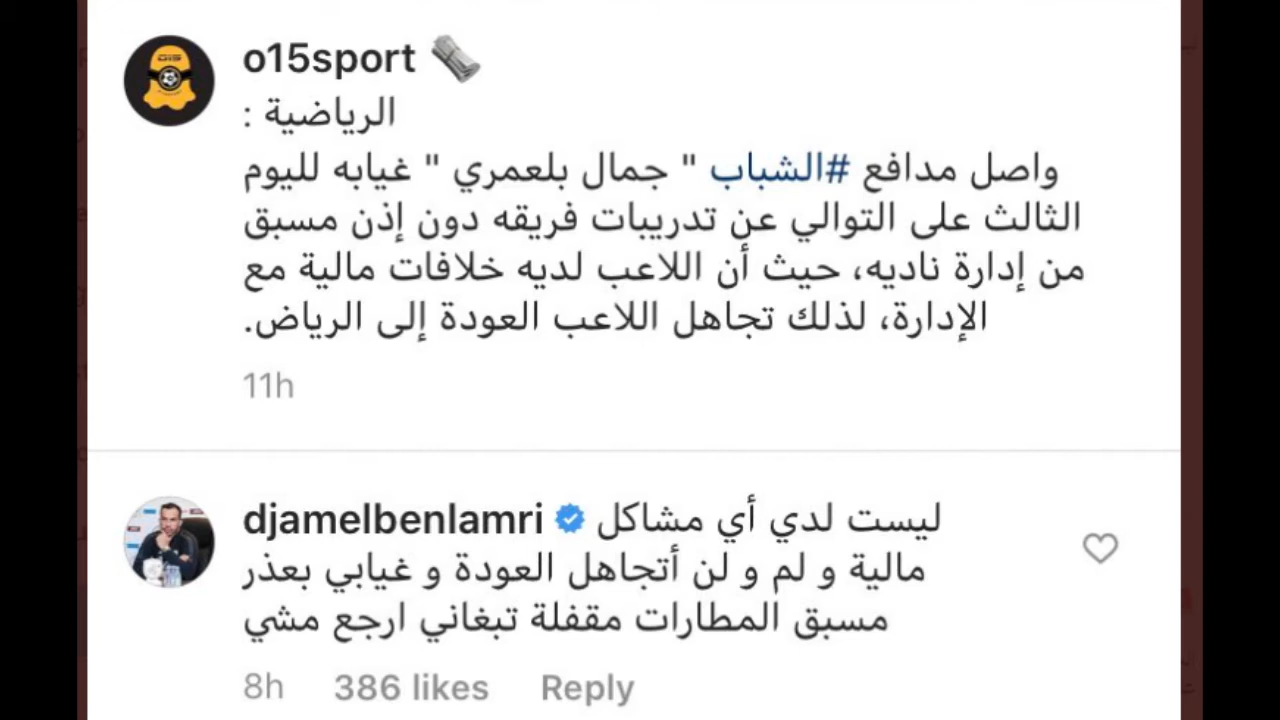 o15sport 🗞
الرياضية :
واصل مدافع #الشباب " جمال بلعمري " غيابه لليوم
الثالث على التوالي عن تدريبات فريقه دون إذن مسبق
من إدارة ناديه، حيث أن اللاعب لديه خلافات مالية مع
الإدارة، لذلك تجاهل اللاعب العودة إلى الرياض.
11h
djamelbenlamri ليست لدي أي مشاكل
مالية و لم و لن أتجاهل العودة و غيابي بعذر
مسبق المطارات مقفلة تبغاني ارجع مشي
8h 386 likes Reply